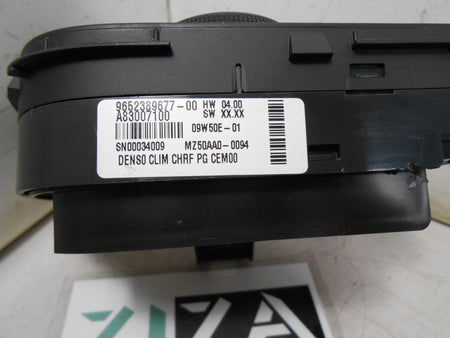 9652389677-00 HW 04.00
A83007100 SW XX.XX
09W50E-01
SN00034009 MZ50AA0-0094
DENSO CLIM CHRF PG CEM00
ZIZA